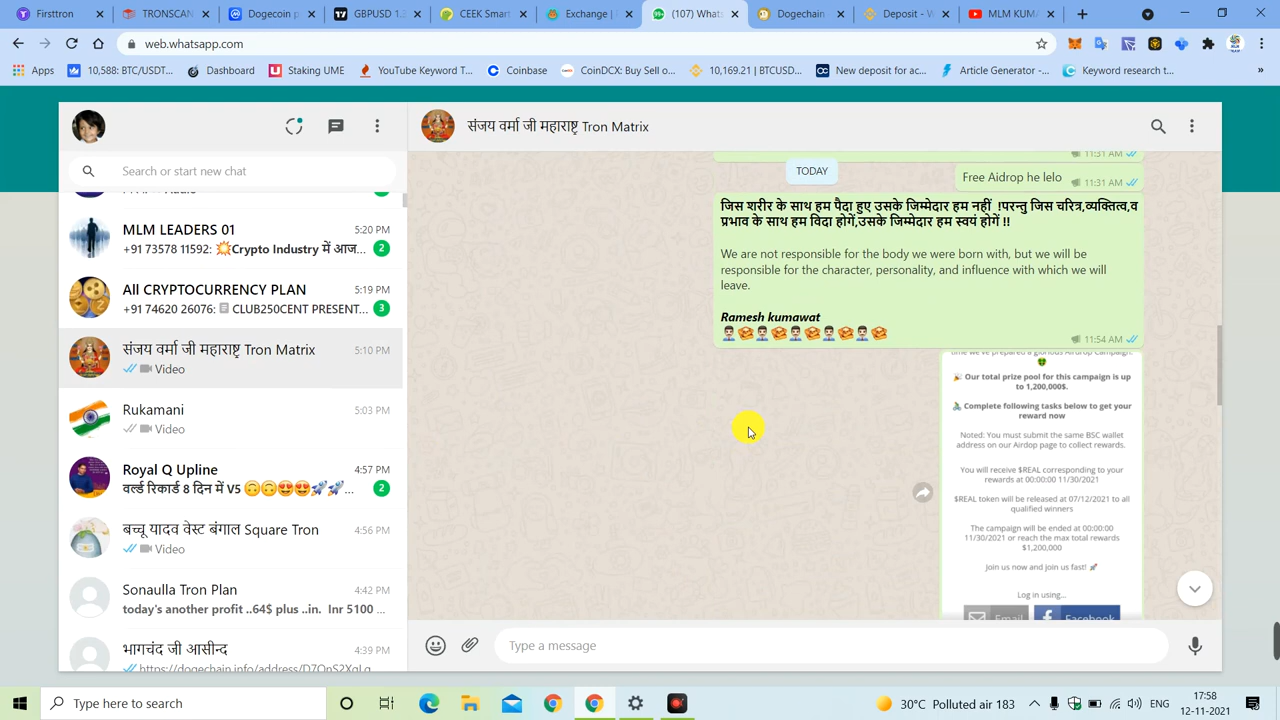 Funnels
Topics |
Dogecoi
GBPUSD 1.
CEEK Smar
Exchange |
(107) What
Dogechain
Deposit - W
MLM KUMA
web.whatsapp.com
Apps
10,588: BTC/USDT...
Dashboard
Staking UME
YouTube Keyword T...
Coinbase
CoinDCX: Buy Sell o...
10,169.21 | BTCUSD...
New deposit for ac...
Article Generator -...
Keyword research t...
»
संजय वर्मा जी महाराष्ट्र Tron Matrix
Search or start new chat
MLM LEADERS 01
5:20 PM
+91 73578 11592: 💥Crypto Industry में आज...
2
All CRYPTOCURRENCY PLAN
5:19 PM
+91 74620 26076: CLUB250CENT PRESENT...
3
संजय वर्मा जी महाराष्ट्र Tron Matrix
5:10 PM
Video
Rukamani
5:03 PM
Video
Royal Q Upline
4:57 PM
वर्ल्ड रिकार्ड 8 दिन में V5 🙃🙃😍😍🚀🚀...
2
बच्चू यादव वेस्ट बंगाल Square Tron
4:56 PM
Video
Sonaulla Tron Plan
4:42 PM
today's another profit ..64$ plus ..in. Inr 5100 ...
भागचंद जी आसीन्द
4:39 PM
11:31 AM
TODAY
Free Aidrop he lelo
11:31 AM
जिस शरीर के साथ हम पैदा हुए उसके जिम्मेदार हम नहीं !परन्तु जिस चरित्र,व्यक्तित्व,व
प्रभाव के साथ हम विदा होगें,उसके जिम्मेदार हम स्वयं होगें !!
We are not responsible for the body we were born with, but we will be
responsible for the character, personality, and influence with which we will
leave.
Ramesh kumawat
11:54 AM
time we've prepared a glorious Airdrop Campaign.
🎉 Our total prize pool for this campaign is up
to 1,200,000$.
Complete following tasks below to get your
reward now
Noted: You must submit the same BSC wallet
address on our Airdop page to collect rewards.
You will receive $REAL corresponding to your
rewards at 00:00:00 11/30/2021
$REAL token will be released at 07/12/2021 to all
qualified winners
The campaign will be ended at 00:00:00
11/30/2021 or reach the max total rewards
$1,200,000
Join us now and join us fast! 🚀
Log in using...
Email
Facebook
Type a message
Type here to search
30°C Polluted air 183
ENG
17:58
12-11-2021